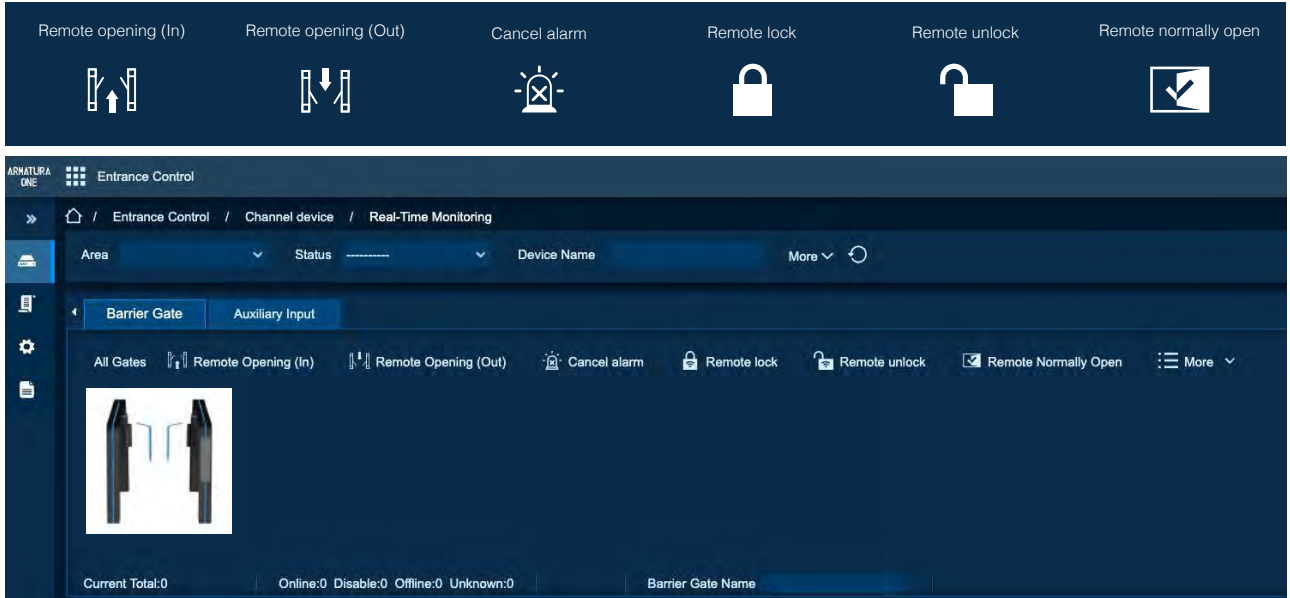 Remote opening (In) Remote opening (Out) Cancel alarm Remote lock Remote unlock Remote normally open
ARMATURA
ONE
Entrance Control
/ Entrance Control / Channel device / Real-Time Monitoring
Area Status ---------- Device Name More
Barrier Gate Auxiliary Input
All Gates Remote Opening (In) Remote Opening (Out) Cancel alarm Remote lock Remote unlock Remote Normally Open More
Current Total:0 Online:0 Disable:0 Offline:0 Unknown:0 Barrier Gate Name